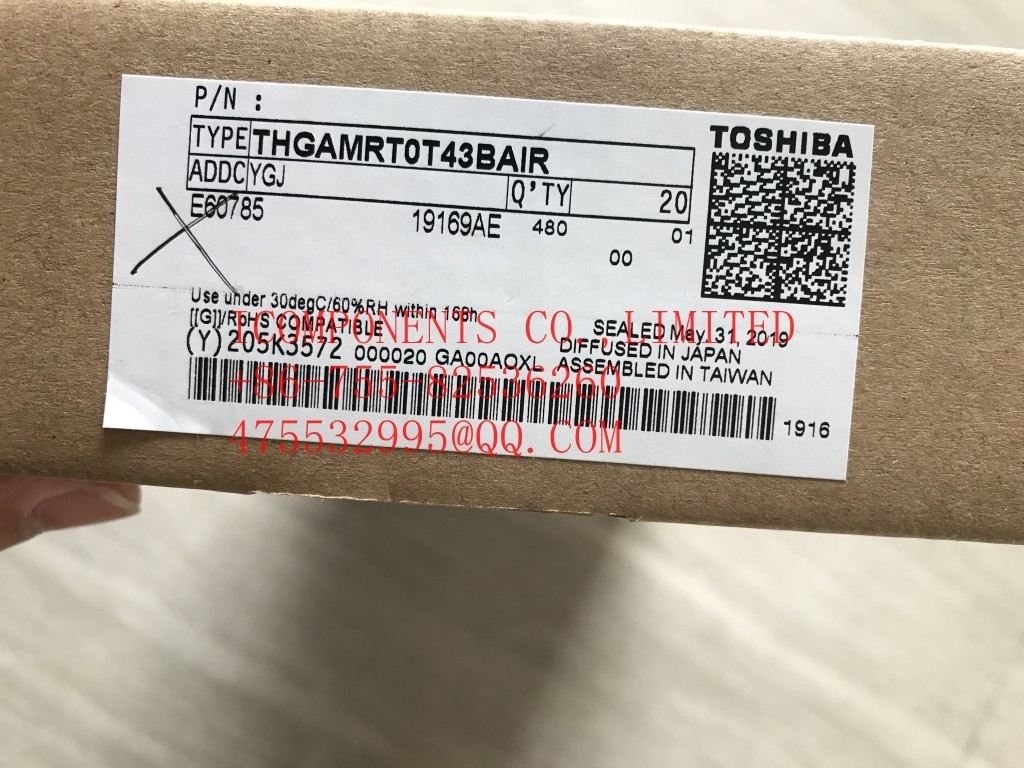 P/N :
TYPE THGAMRT0T43BAIR
TOSHIBA
ADDC YGJ Q'TY 20
E60785 19169AE 480 01
00
Use under 30degC/60%RH within 168h
[[G]]/RoHS COMPATIBLE SEALED May. 31, 2019
(Y) 205K3572 000020 GA00AOXL DIFFUSED IN JAPAN
ASSEMBLED IN TAIWAN
1916
COMPONENTS CO.,LIMITED
+86-755-82536260
475532995@QQ.COM